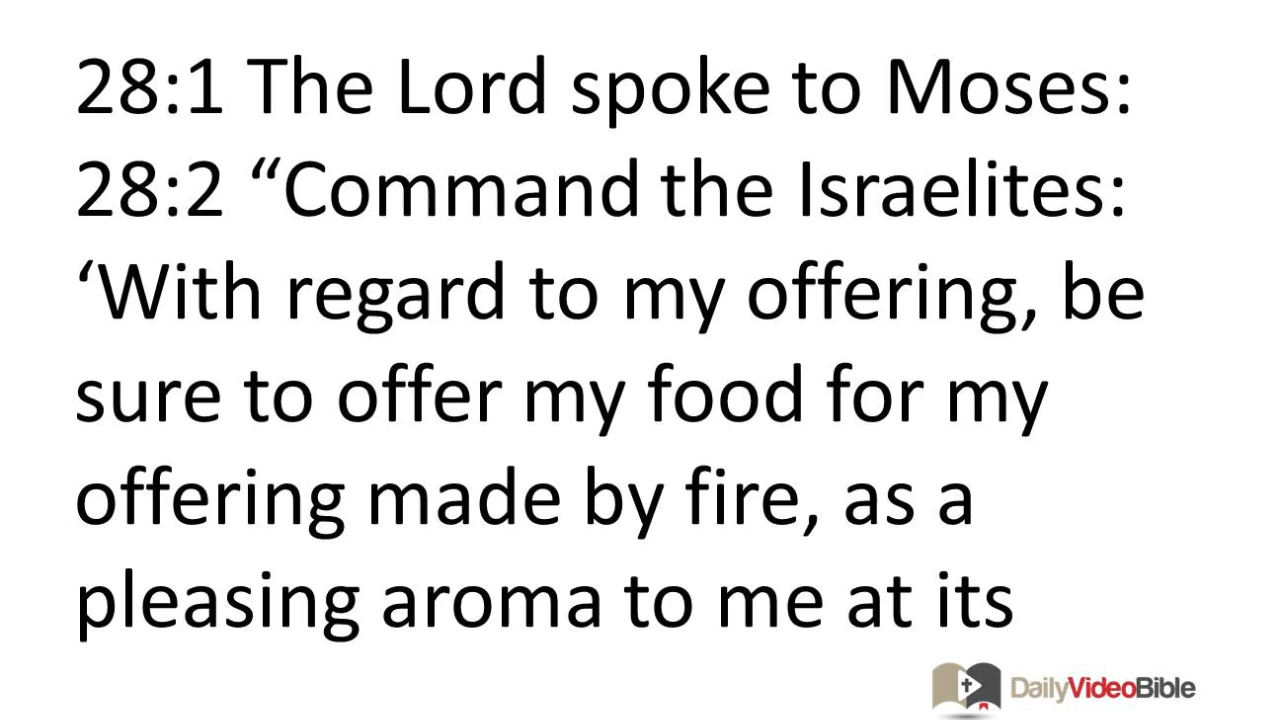 28:1 The Lord spoke to Moses:
28:2 “Command the Israelites:
‘With regard to my offering, be
sure to offer my food for my
offering made by fire, as a
pleasing aroma to me at its
DailyVideoBible